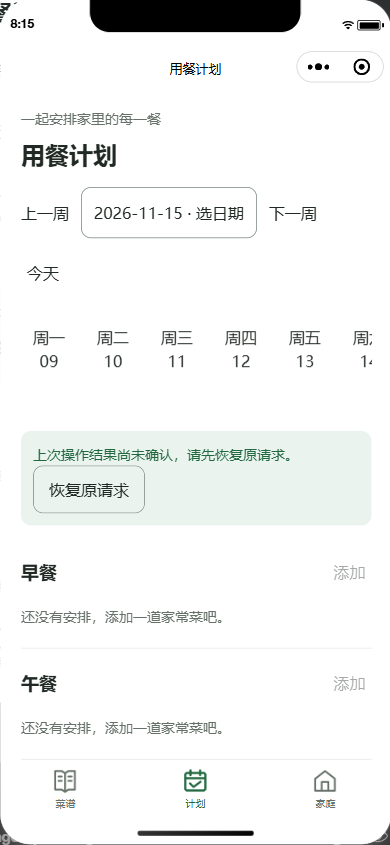 8:15
用餐计划
一起安排家里的每一餐
用餐计划
上一周 2026-11-15 · 选日期 下一周
今天
周一 周二 周三 周四 周五
09 10 11 12 13
上次操作结果尚未确认，请先恢复原请求。
恢复原请求
早餐 添加
还没有安排，添加一道家常菜吧。
午餐 添加
还没有安排，添加一道家常菜吧。
菜谱 计划 家庭